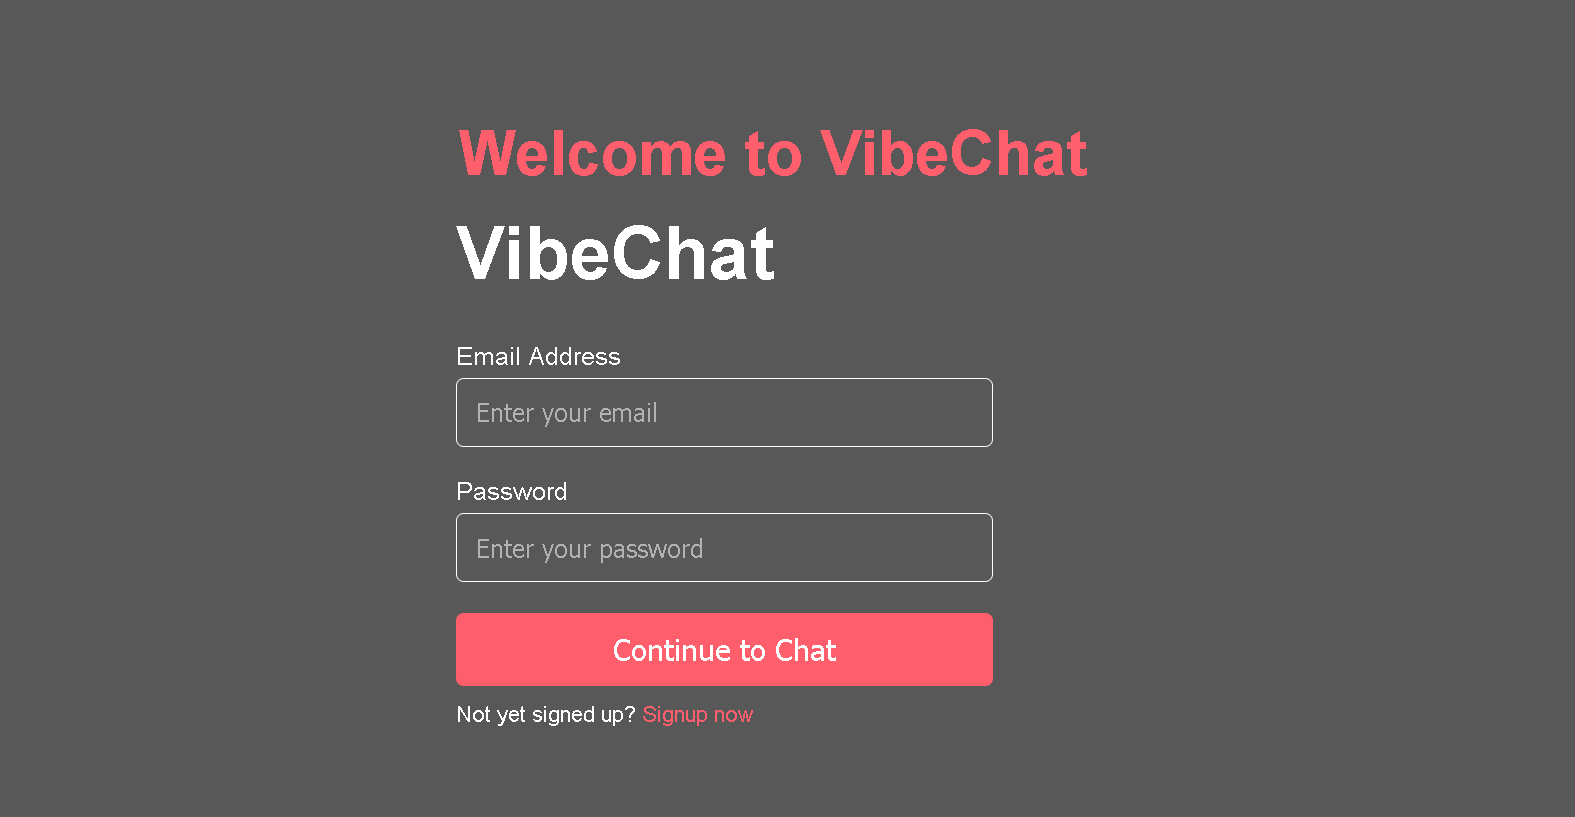 Welcome to VibeChat
VibeChat
Email Address
Enter your email
Password
Enter your password
Continue to Chat
Not yet signed up? Signup now